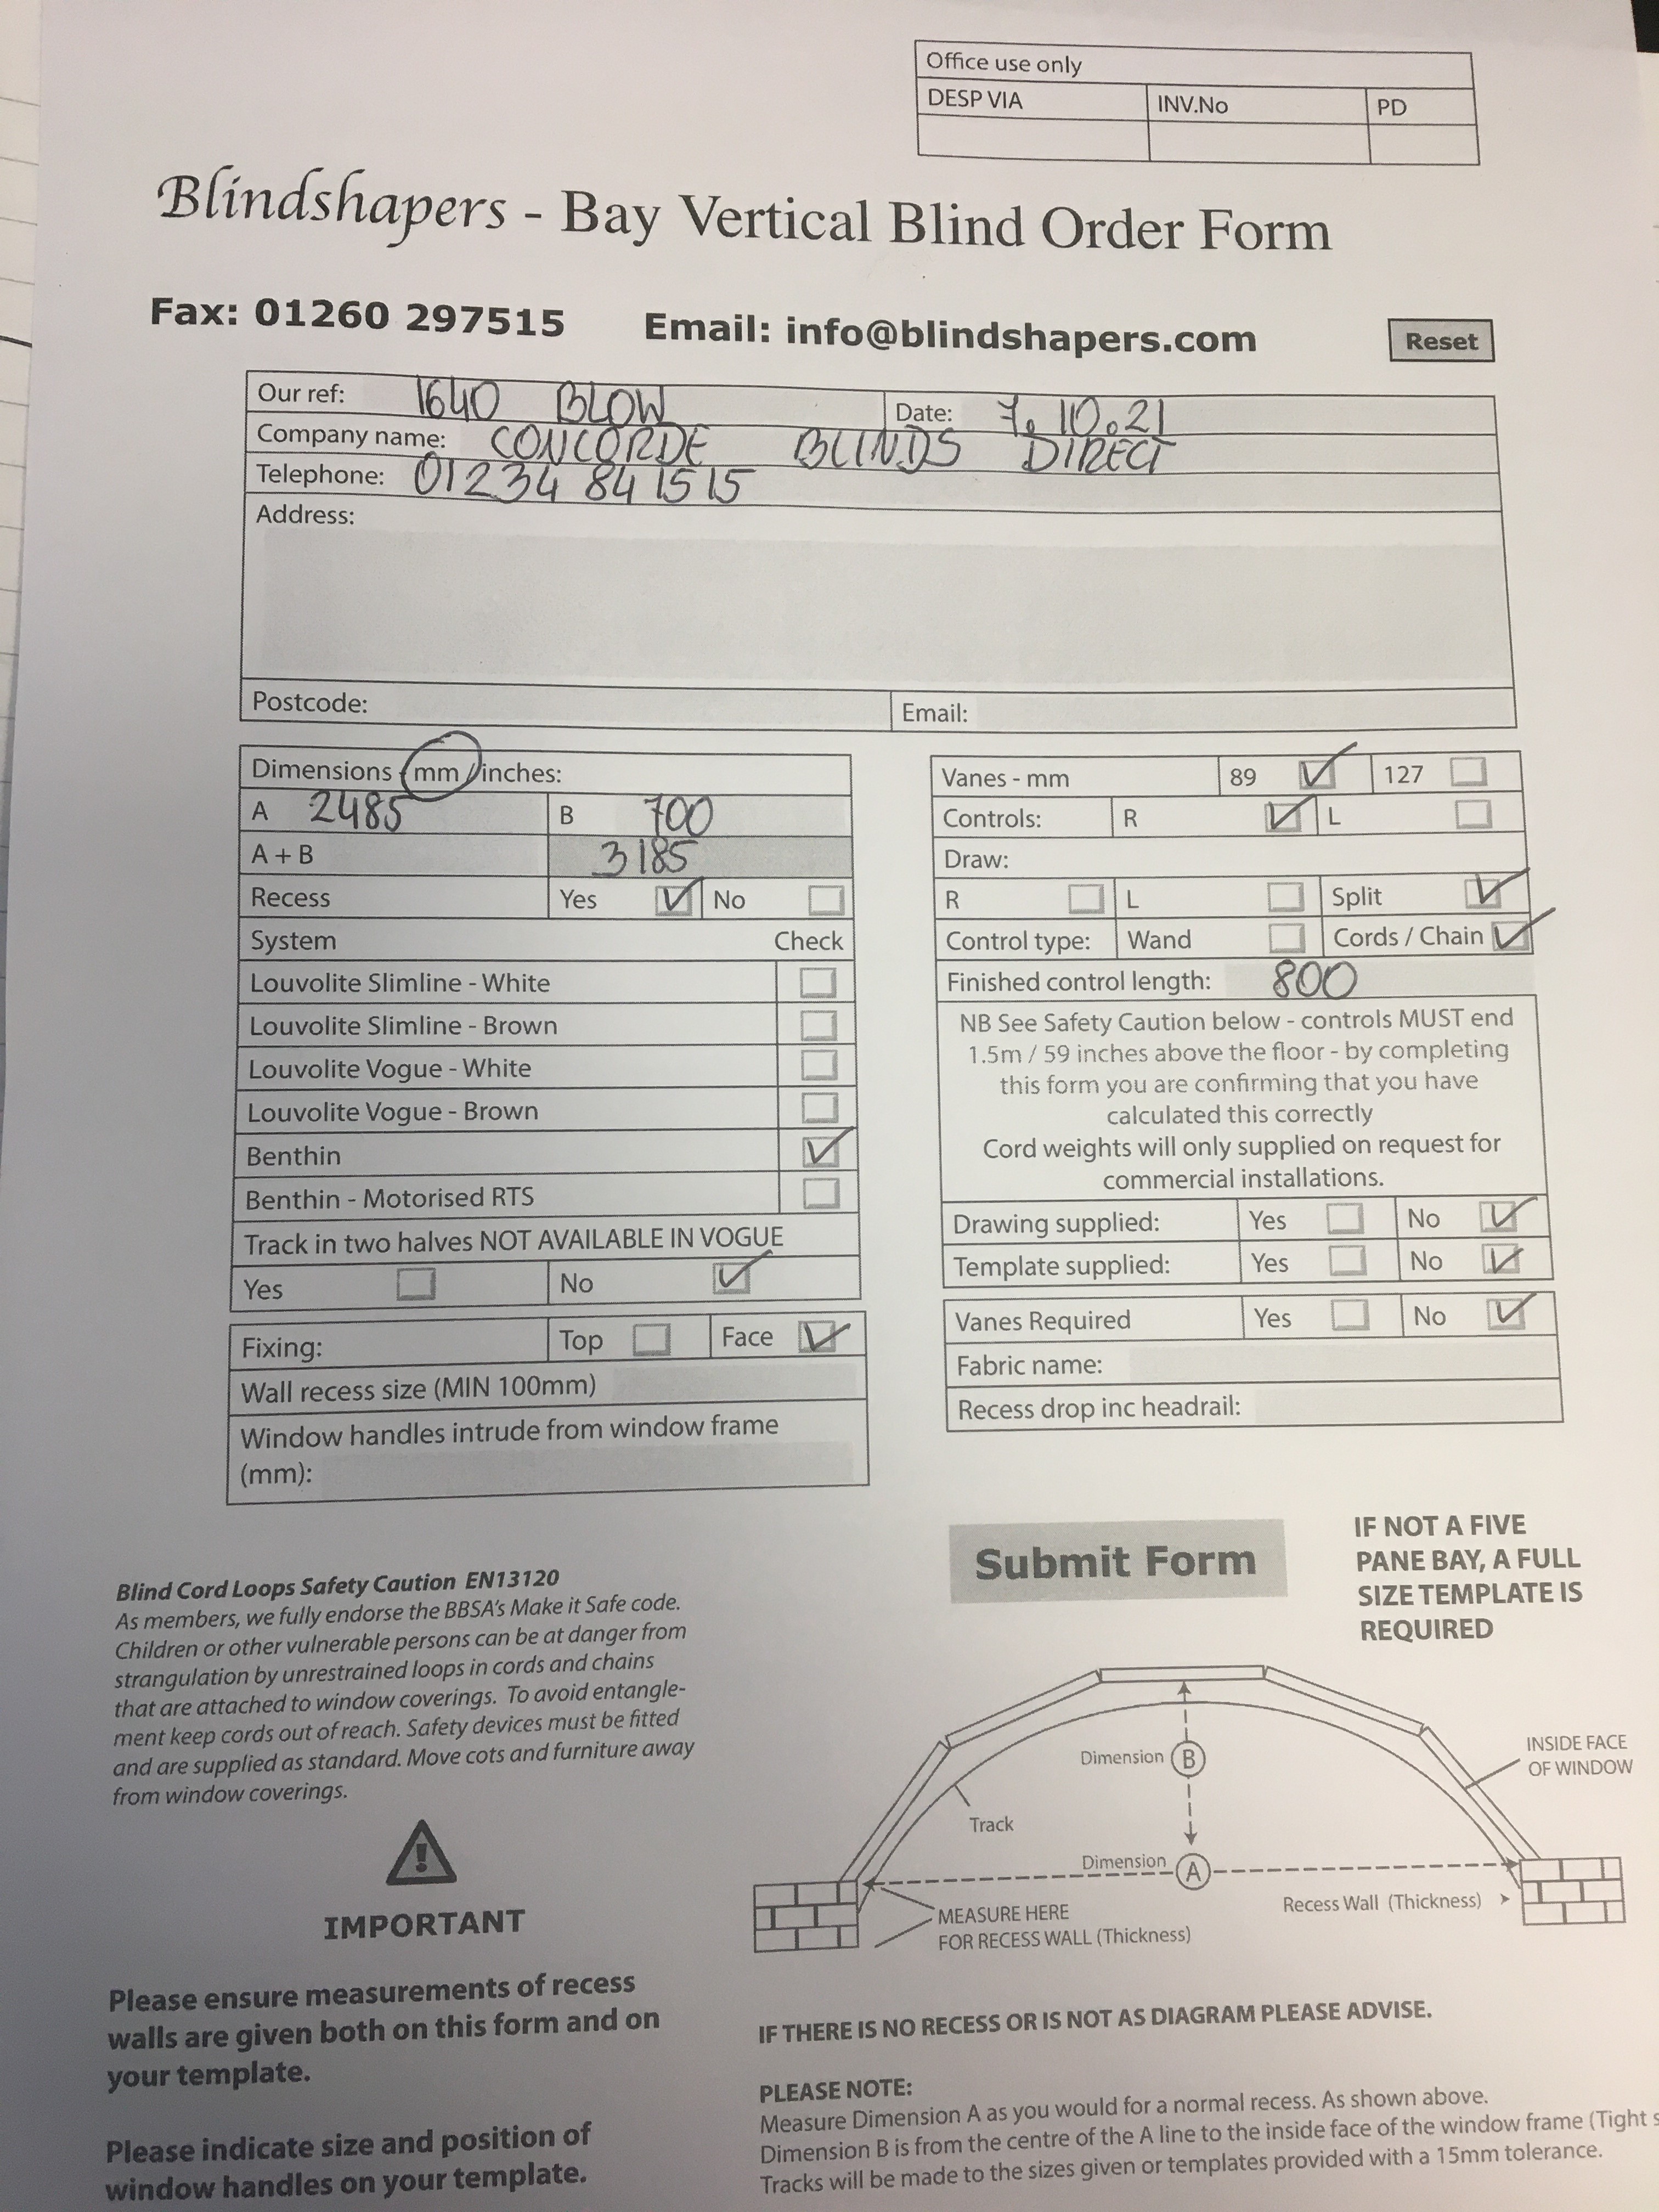 Office use only
DESP VIA INV.No PD
Blindshapers - Bay Vertical Blind Order Form
Fax: 01260 297515 Email: info@blindshapers.com Reset
Our ref: 1640 BLOW Date: 7.10.21
Company name: CONCORDE BLINDS DIRECT
Telephone: 01234 841515
Address:
Postcode: Email:
Dimensions (mm / inches:
A 2485 B 700
A + B 3185
Recess Yes No
System Check
Louvolite Slimline - White
Louvolite Slimline - Brown
Louvolite Vogue - White
Louvolite Vogue - Brown
Benthin
Benthin - Motorised RTS
Track in two halves NOT AVAILABLE IN VOGUE
Yes No
Fixing: Top Face
Wall recess size (MIN 100mm)
Window handles intrude from window frame
(mm):
Vanes - mm 89 127
Controls: R L
Draw:
R L Split
Control type: Wand Cords / Chain
Finished control length: 800
NB See Safety Caution below - controls MUST end
1.5m / 59 inches above the floor - by completing
this form you are confirming that you have
calculated this correctly
Cord weights will only supplied on request for
commercial installations.
Drawing supplied: Yes No
Template supplied: Yes No
Vanes Required Yes No
Fabric name:
Recess drop inc headrail:
Submit Form
IF NOT A FIVE
PANE BAY, A FULL
SIZE TEMPLATE IS
REQUIRED
Blind Cord Loops Safety Caution EN13120
As members, we fully endorse the BBSA's Make it Safe code.
Children or other vulnerable persons can be at danger from
strangulation by unrestrained loops in cords and chains
that are attached to window coverings. To avoid entangle-
ment keep cords out of reach. Safety devices must be fitted
and are supplied as standard. Move cots and furniture away
from window coverings.
!
IMPORTANT
Please ensure measurements of recess
walls are given both on this form and on
your template.
Please indicate size and position of
window handles on your template.
Dimension B
INSIDE FACE
OF WINDOW
Track
Dimension A
MEASURE HERE
FOR RECESS WALL (Thickness)
Recess Wall (Thickness)
IF THERE IS NO RECESS OR IS NOT AS DIAGRAM PLEASE ADVISE.
PLEASE NOTE:
Measure Dimension A as you would for a normal recess. As shown above.
Dimension B is from the centre of the A line to the inside face of the window frame (Tight s
Tracks will be made to the sizes given or templates provided with a 15mm tolerance.